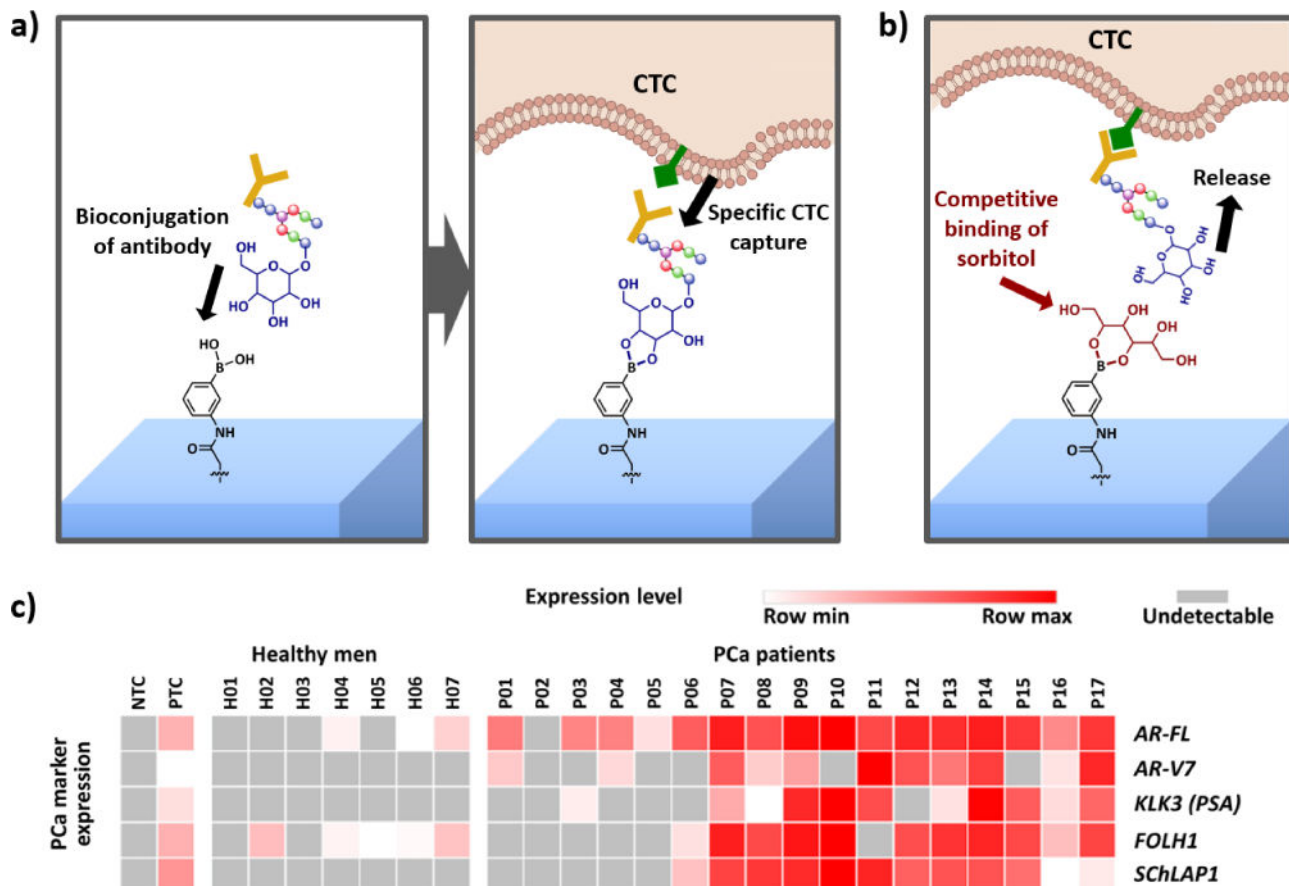 a)
b)
CTC
CTC
Bioconjugation
of antibody
Specific CTC
capture
Competitive
binding of
sorbitol
Release
OH
HO
O
O
HO
OH
OH
HO
OH
B
NH
O
HO
O
O
OH
O
O
B
NH
O
O
OH
O
OH
OH
HO
HO
OH
OH
O
O
OH
HO
B
NH
O
c)
Expression level
Row min
Row max
Undetectable
Healthy men
PCa patients
NTC
PTC
H01
H02
H03
H04
H05
H06
H07
P01
P02
P03
P04
P05
P06
P07
P08
P09
P10
P11
P12
P13
P14
P15
P16
P17
PCa marker
expression
AR-FL
AR-V7
KLK3 (PSA)
FOLH1
SChLAP1